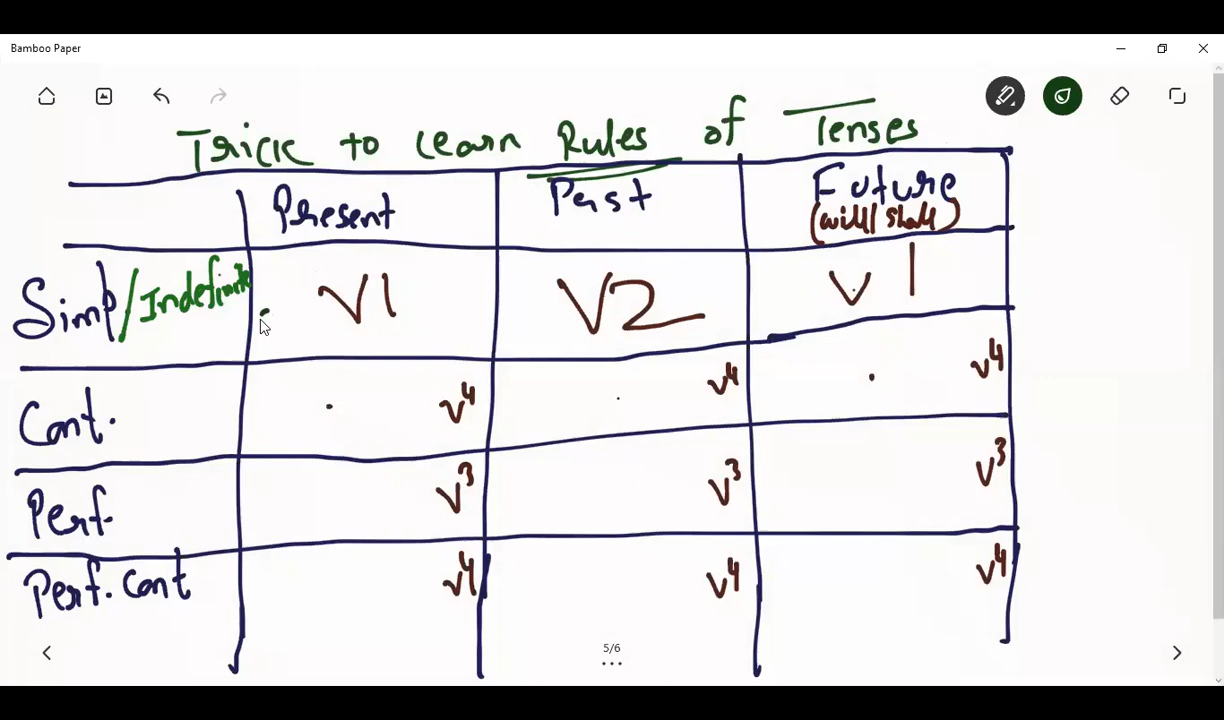 Bamboo Paper
Trick to Learn Rules of Tenses
Present Past Future
(will/shall)
Simp/Indefinite V1 V2 V1
Cont. V4 V4 V4
Perf. V3 V3 V3
Perf. Cont V4 V4 V4
5/6